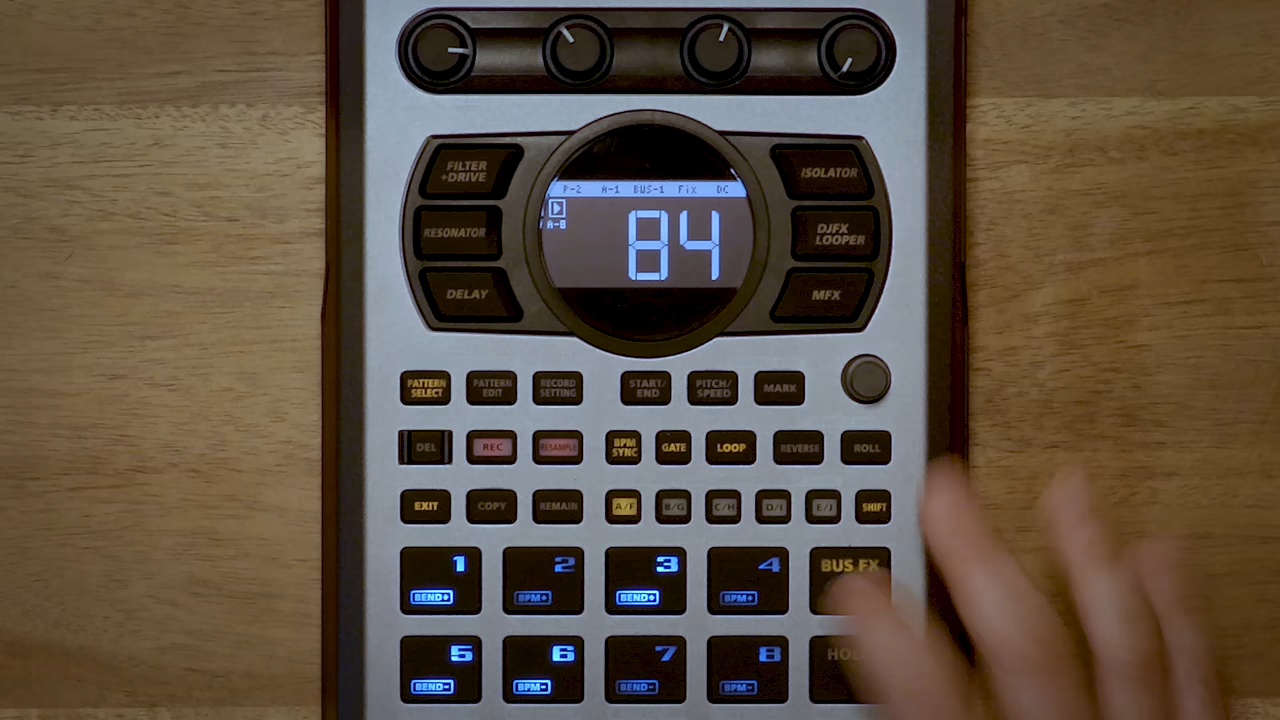 P-2 A-1 BUS-1 Fix DC
A-B
84
FILTER
+DRIVE
ISOLATOR
RESONATOR
DJFX
LOOPER
DELAY
MFX
PATTERN
SELECT
PATTERN
EDIT
RECORD
SETTING
START/
END
PITCH/
SPEED
MARK
DEL
REC
RESAMPLE
BPM
SYNC
GATE
LOOP
REVERSE
ROLL
EXIT
COPY
REMAIN
A/F
B/G
C/H
D/I
E/J
SHIFT
1
BEND+
2
BPM+
3
BEND+
4
BPM+
BUS FX
5
BEND-
6
BPM-
7
BEND-
8
BPM-